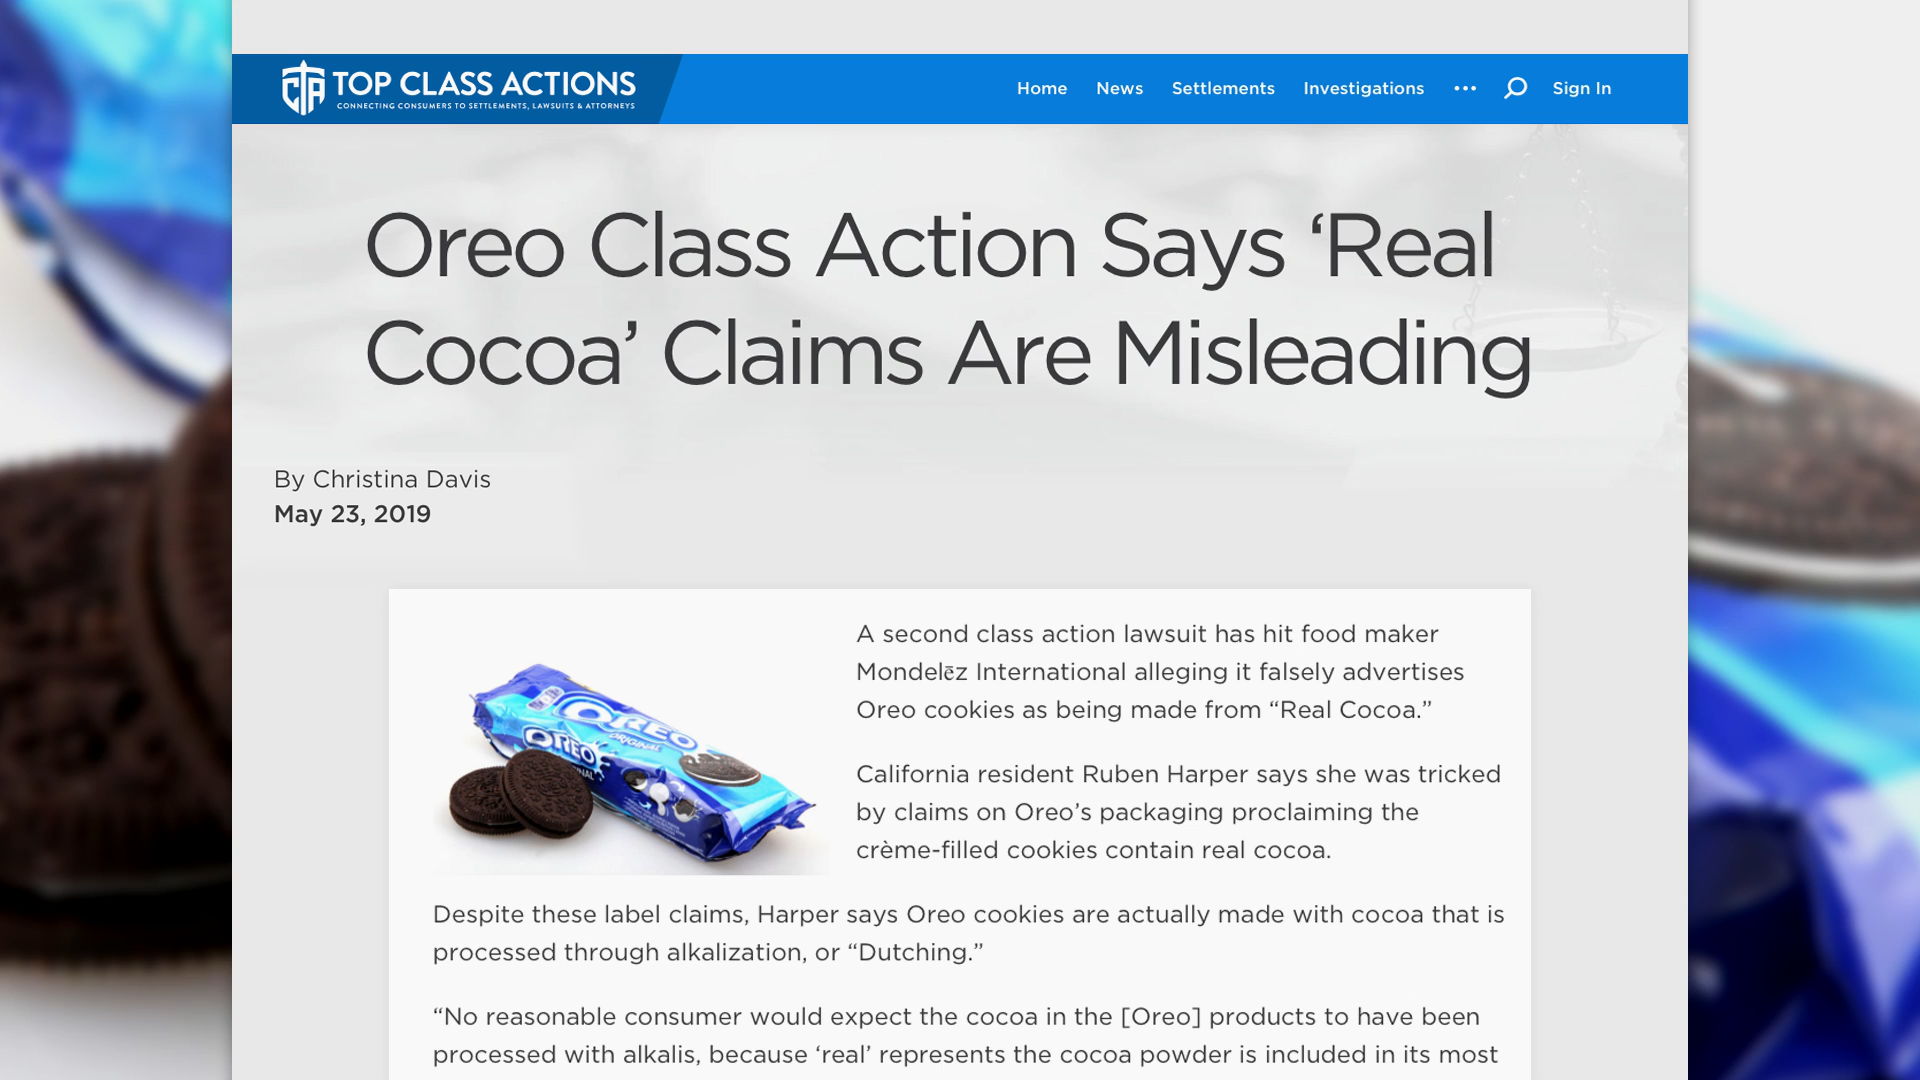 TOP CLASS ACTIONS
CONNECTING CONSUMERS TO SETTLEMENTS, LAWSUITS & ATTORNEYS
Home News Settlements Investigations ••• Sign In
Oreo Class Action Says ‘Real
Cocoa’ Claims Are Misleading
By Christina Davis
May 23, 2019
A second class action lawsuit has hit food maker
Mondelēz International alleging it falsely advertises
Oreo cookies as being made from “Real Cocoa.”
OREO
ORIGINAL
OREO
California resident Ruben Harper says she was tricked
by claims on Oreo’s packaging proclaiming the
crème-filled cookies contain real cocoa.
Despite these label claims, Harper says Oreo cookies are actually made with cocoa that is
processed through alkalization, or “Dutching.”
“No reasonable consumer would expect the cocoa in the [Oreo] products to have been
processed with alkalis, because ‘real’ represents the cocoa powder is included in its most